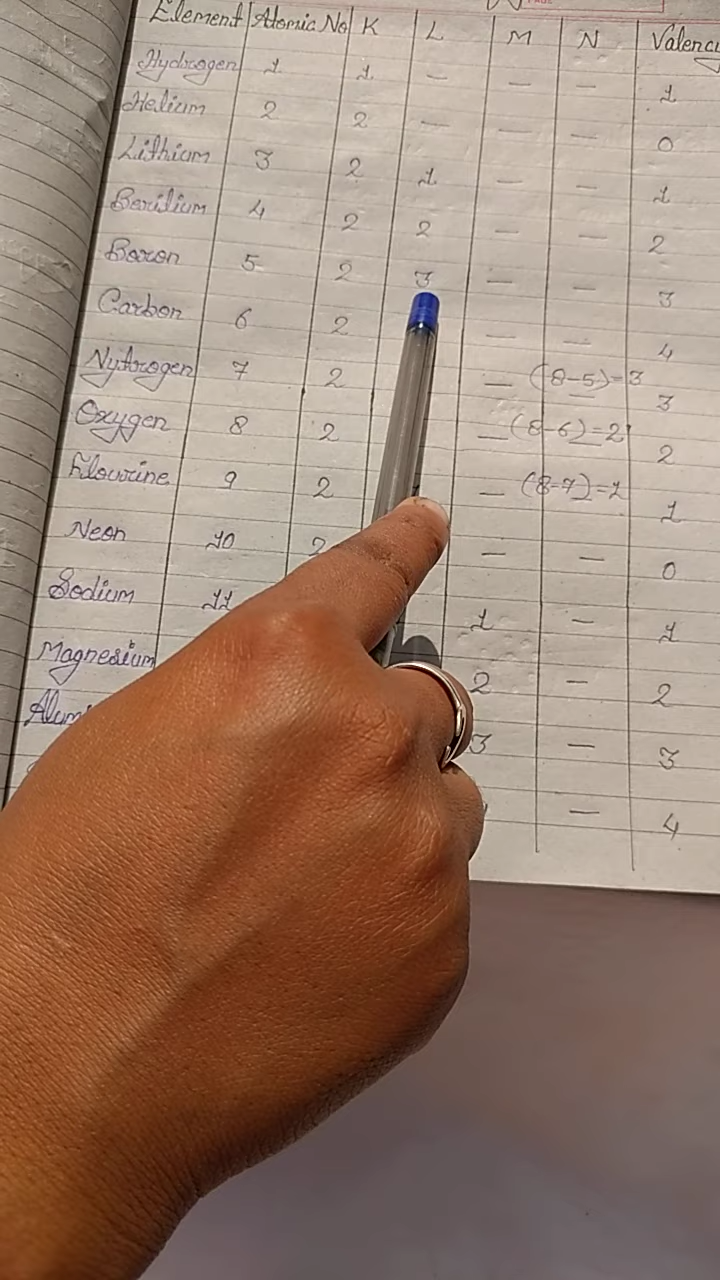 Element Atomic No K L M N Valency
Hydrogen 1 1 — — — 1
Helium 2 2 — — — 0
Lithium 3 2 1 — — 1
Berilium 4 2 2 — — 2
Boron 5 2 3 — — 3
Carbon 6 2 — — 4
Nytrogen 7 2 — (8-5)=3 — 3
Oxygen 8 2 — (8-6)=2 2
Flourine 9 2 — (8-7)=1 1
Neon 10 2 — — 0
Sodium 11 1 — 1
Magnesium 2 — 2
Alumi 3 — 3
— 4